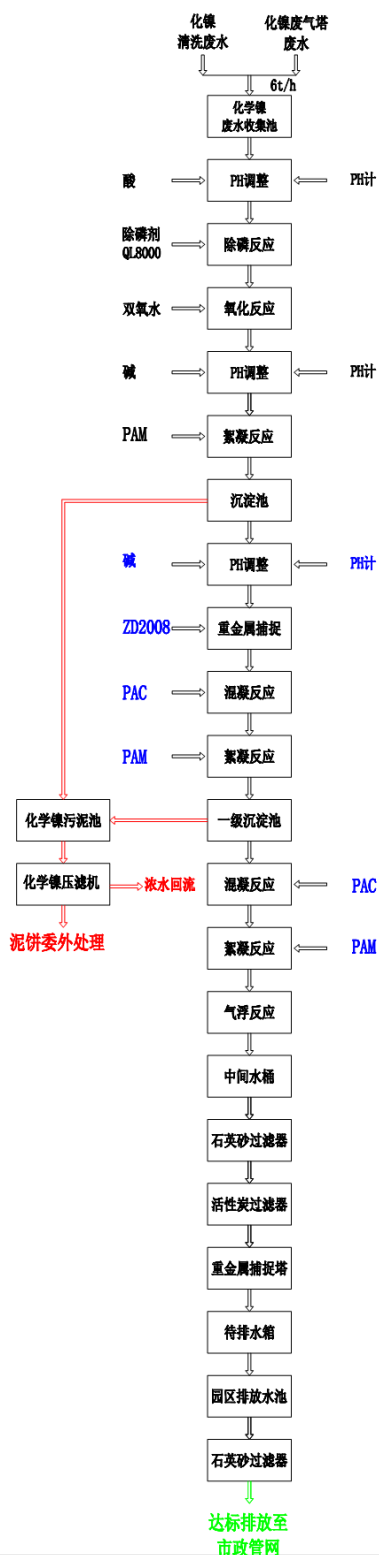 化镍
清洗废水
化镍废气塔
废水
6t/h
化学镍
废水收集池
酸
PH调整
PH计
除磷剂
QL8000
除磷反应
双氧水
氧化反应
碱
PH调整
PH计
PAM
絮凝反应
沉淀池
碱
PH调整
PH计
ZD2008
重金属捕捉
PAC
混凝反应
PAM
絮凝反应
化学镍污泥池
一级沉淀池
化学镍压滤机
浓水回流
混凝反应
PAC
泥饼委外处理
絮凝反应
PAM
气浮反应
中间水桶
石英砂过滤器
活性炭过滤器
重金属捕捉塔
待排水箱
园区排放水池
石英砂过滤器
达标排放至
市政管网